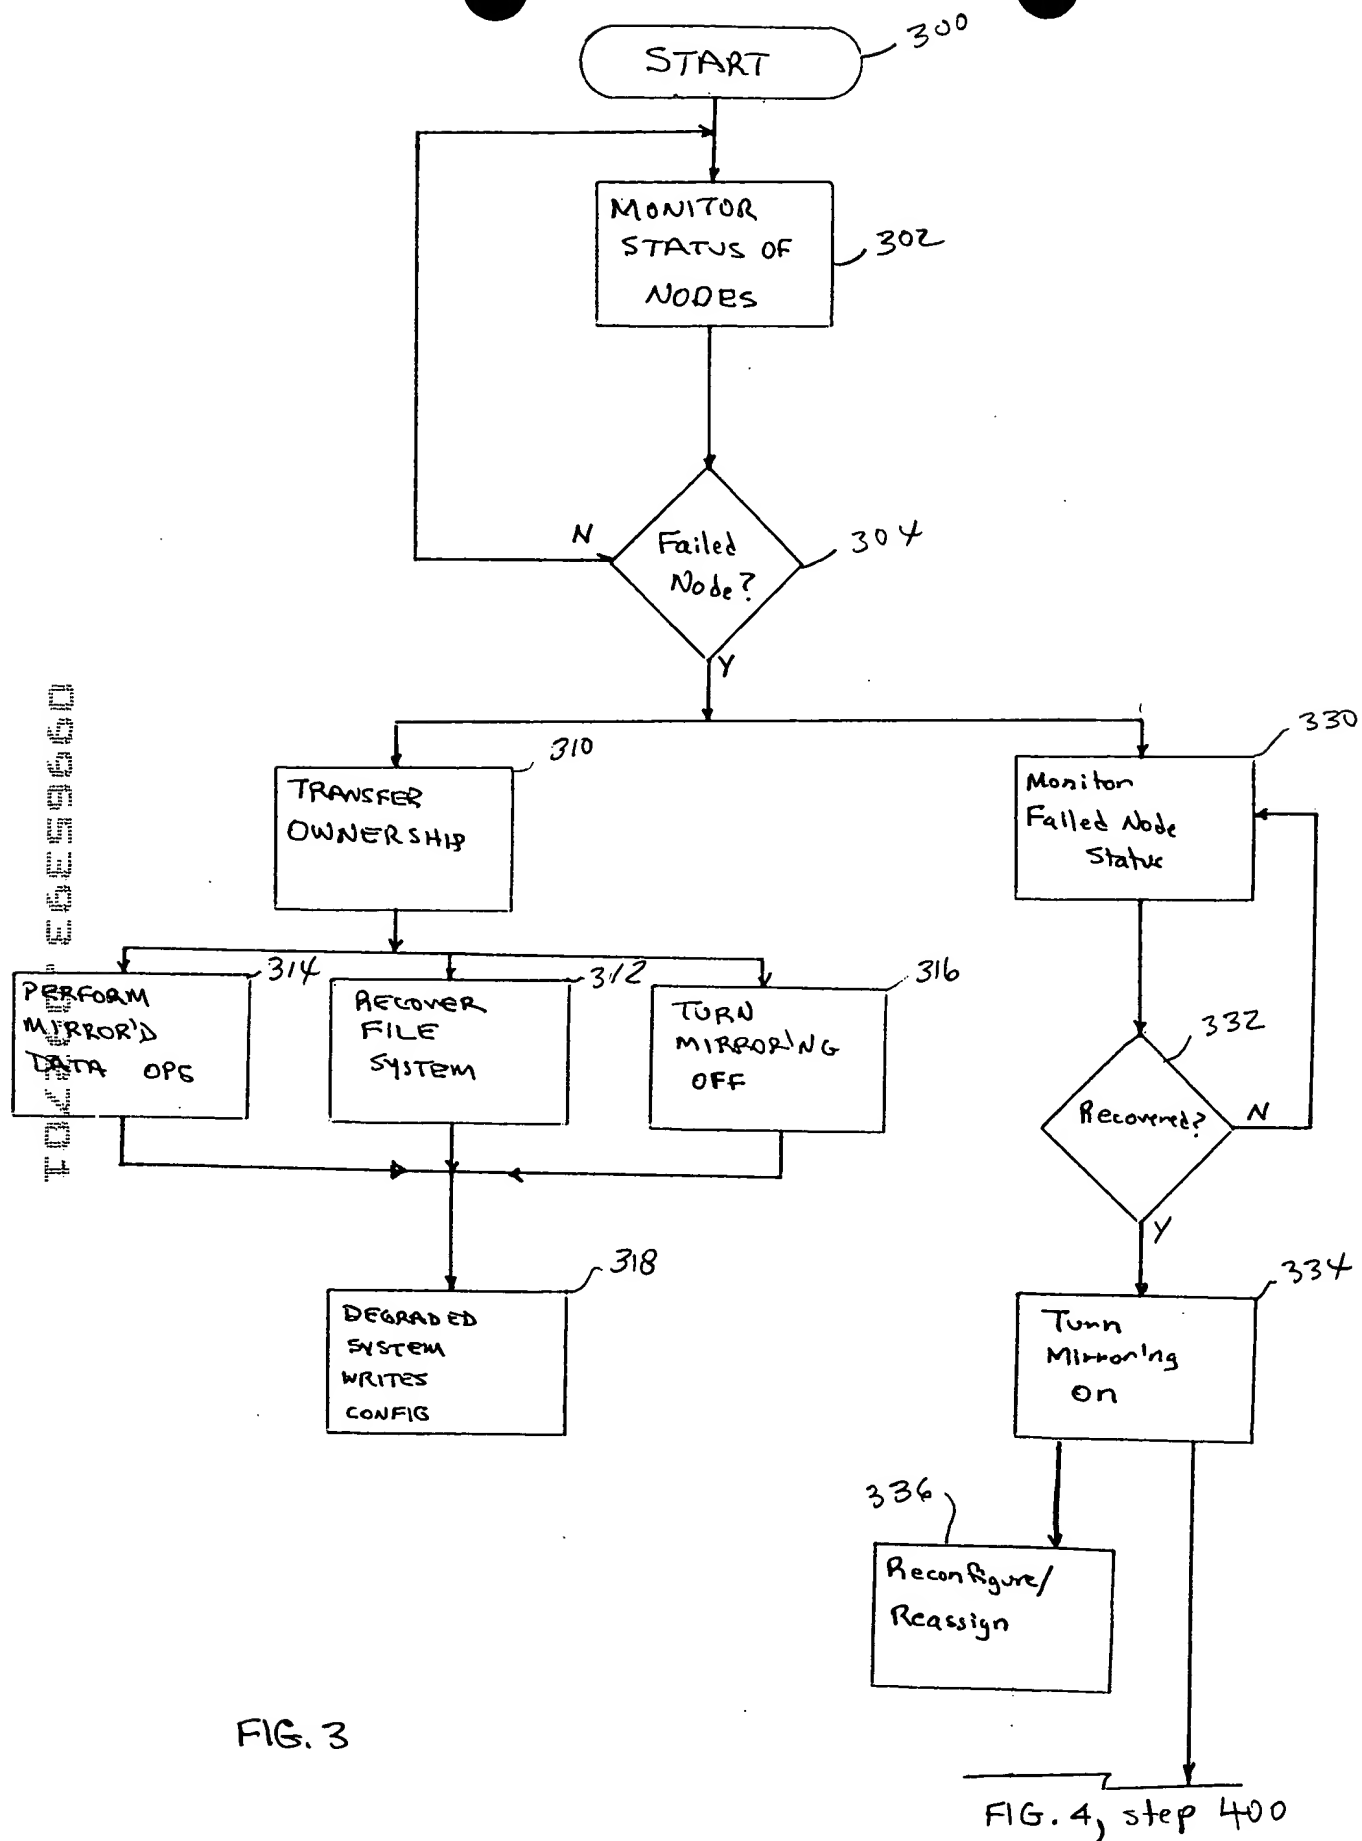 START
300
MONITOR
STATUS OF
NODES
302
Failed
Node?
304
N
Y
310
TRANSFER
OWNERSHIP
330
Monitor
Failed Node
Status
314
PERFORM
MIRROR'D
DATA OPS
312
RECOVER
FILE
SYSTEM
316
TURN
MIRRORING
OFF
332
Recovered?
N
Y
318
DEGRADED
SYSTEM
WRITES
CONFIG
334
Turn
Mirroring
On
336
Reconfigure/
Reassign
FIG. 3
FIG. 4, step 400